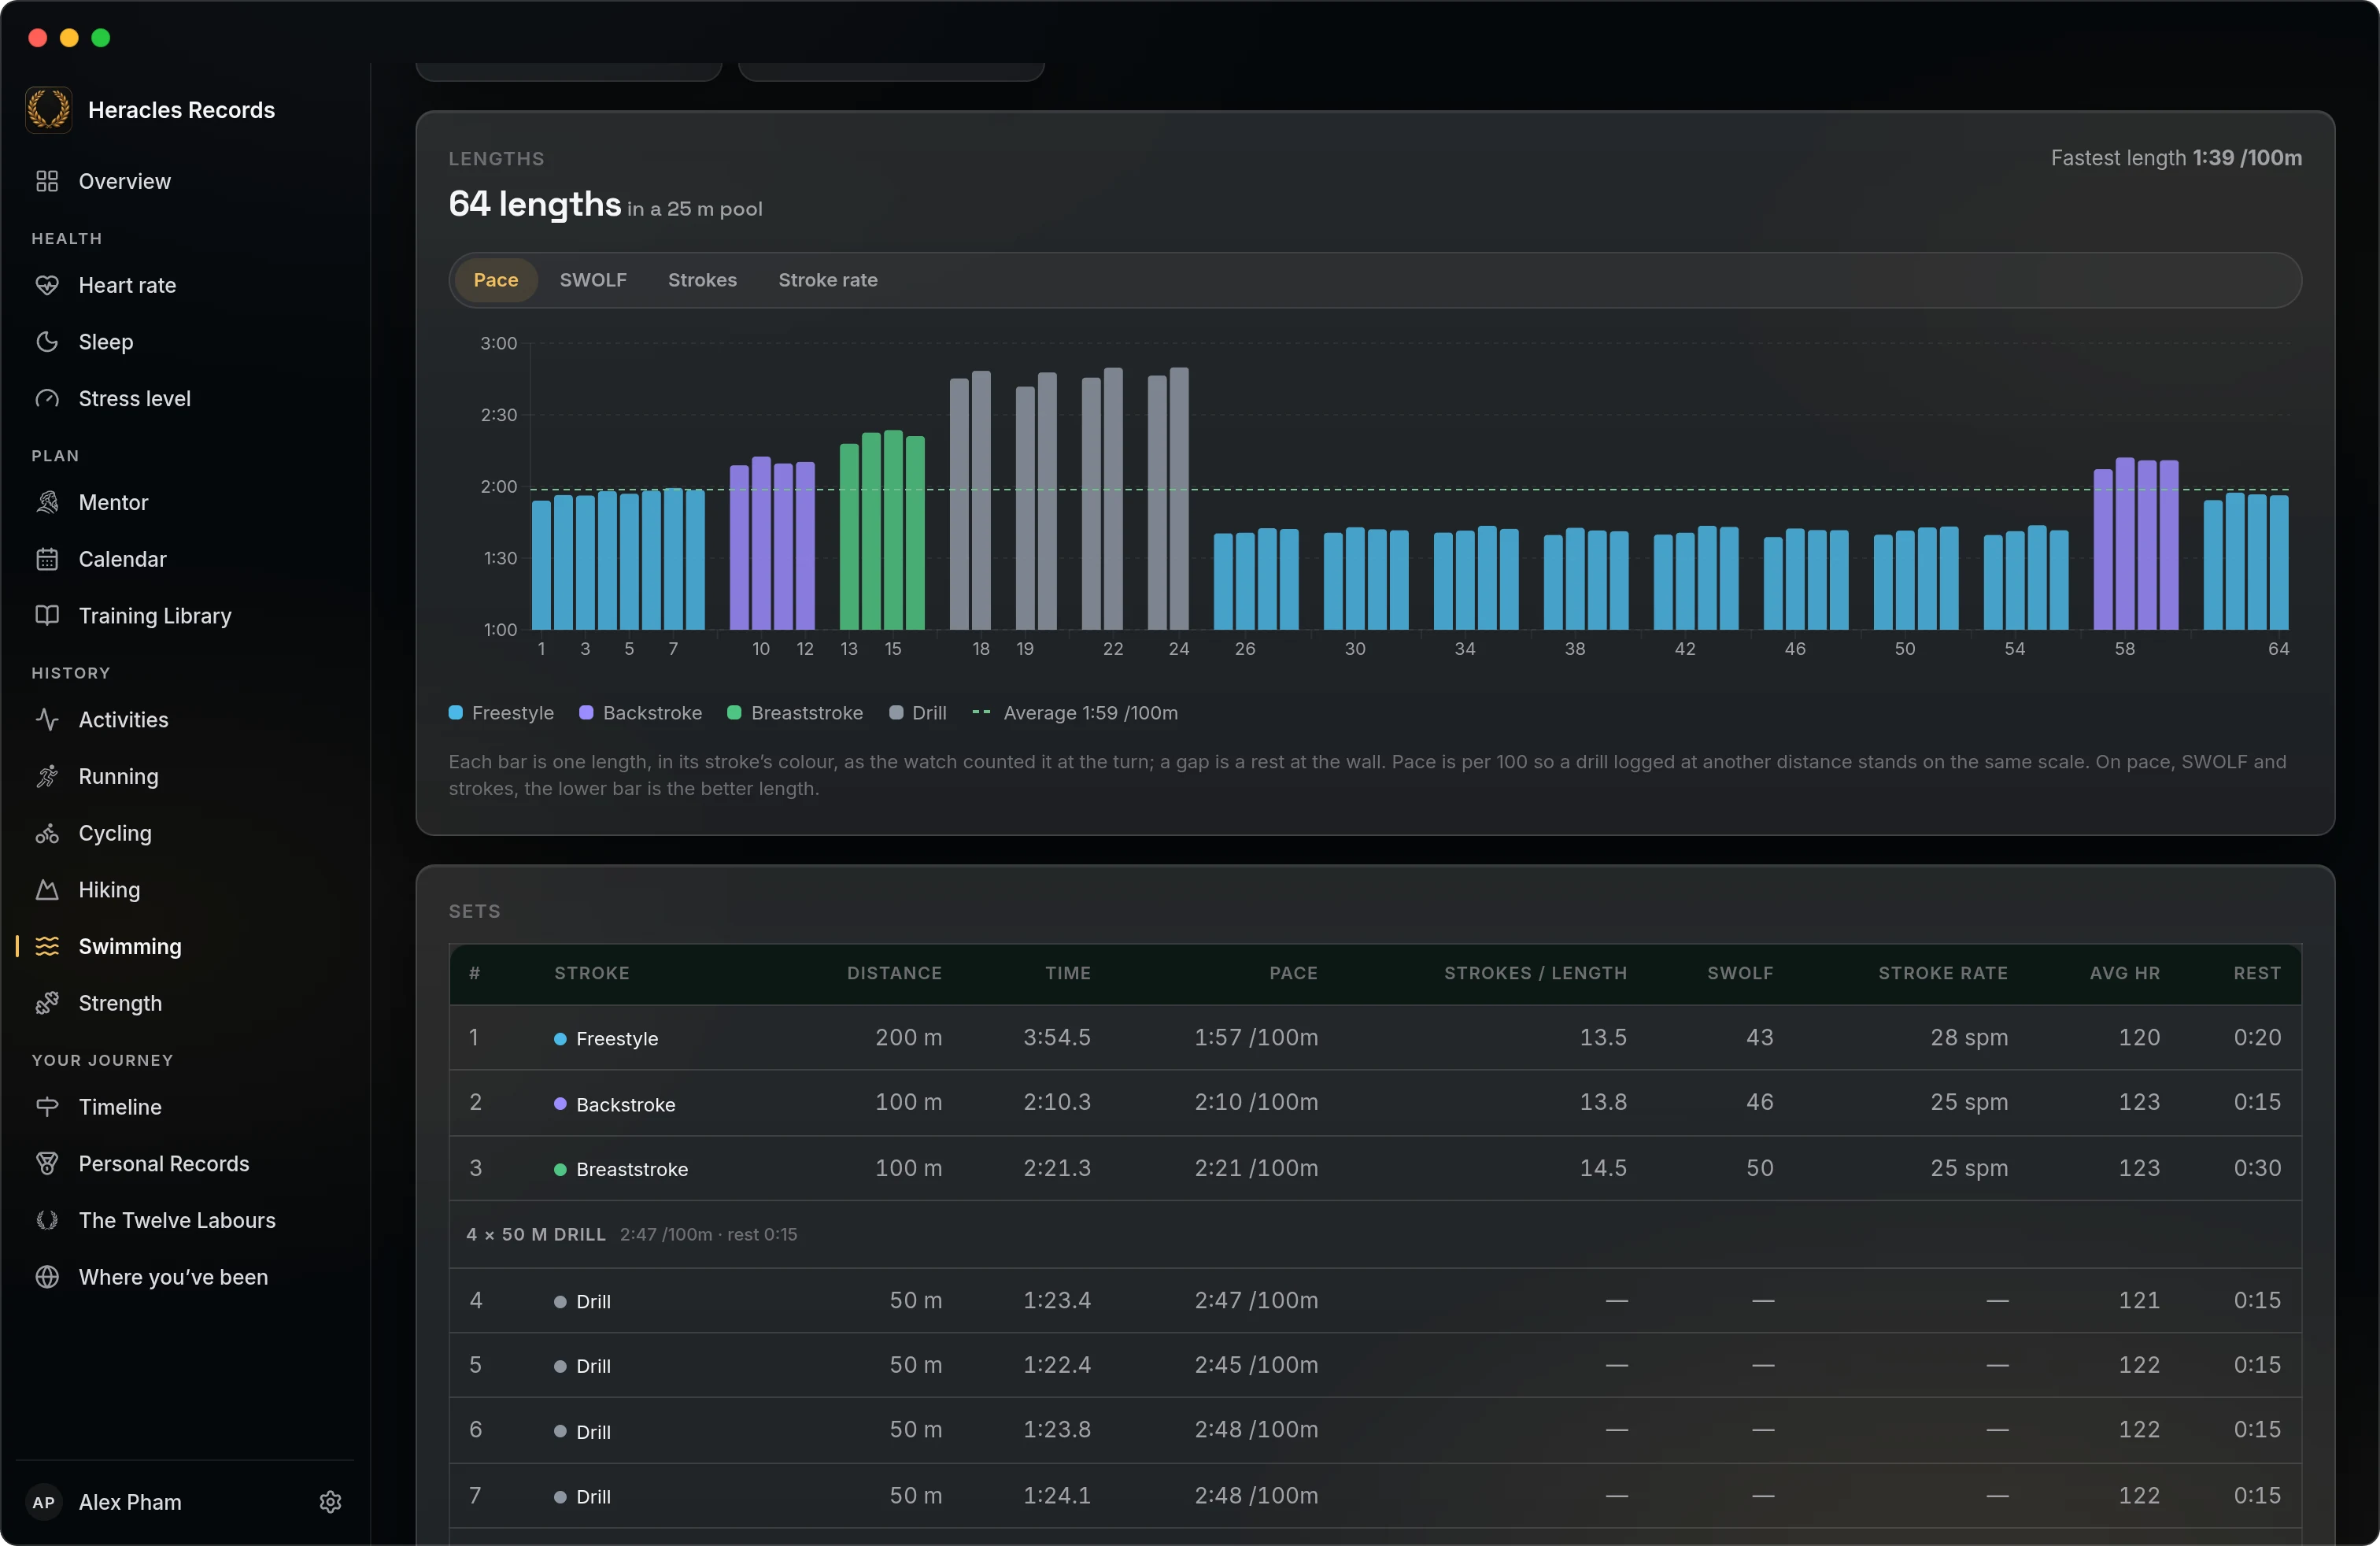 Heracles Records
Overview
HEALTH
Heart rate
Sleep
Stress level
PLAN
Mentor
Calendar
Training Library
HISTORY
Activities
Running
Cycling
Hiking
Swimming
Strength
YOUR JOURNEY
Timeline
Personal Records
The Twelve Labours
Where you’ve been
AP Alex Pham
LENGTHS
Fastest length 1:39 /100m
64 lengths in a 25 m pool
Pace SWOLF Strokes Stroke rate
3:00
2:30
2:00
1:30
1:00
1 3 5 7 10 12 13 15 18 19 22 24 26 30 34 38 42 46 50 54 58 64
Freestyle Backstroke Breaststroke Drill Average 1:59 /100m
Each bar is one length, in its stroke’s colour, as the watch counted it at the turn; a gap is a rest at the wall. Pace is per 100 so a drill logged at another distance stands on the same scale. On pace, SWOLF and
strokes, the lower bar is the better length.
SETS
# STROKE DISTANCE TIME PACE STROKES / LENGTH SWOLF STROKE RATE AVG HR REST
1 Freestyle 200 m 3:54.5 1:57 /100m 13.5 43 28 spm 120 0:20
2 Backstroke 100 m 2:10.3 2:10 /100m 13.8 46 25 spm 123 0:15
3 Breaststroke 100 m 2:21.3 2:21 /100m 14.5 50 25 spm 123 0:30
4 × 50 M DRILL 2:47 /100m · rest 0:15
4 Drill 50 m 1:23.4 2:47 /100m — — — 121 0:15
5 Drill 50 m 1:22.4 2:45 /100m — — — 122 0:15
6 Drill 50 m 1:23.8 2:48 /100m — — — 122 0:15
7 Drill 50 m 1:24.1 2:48 /100m — — — 122 0:15